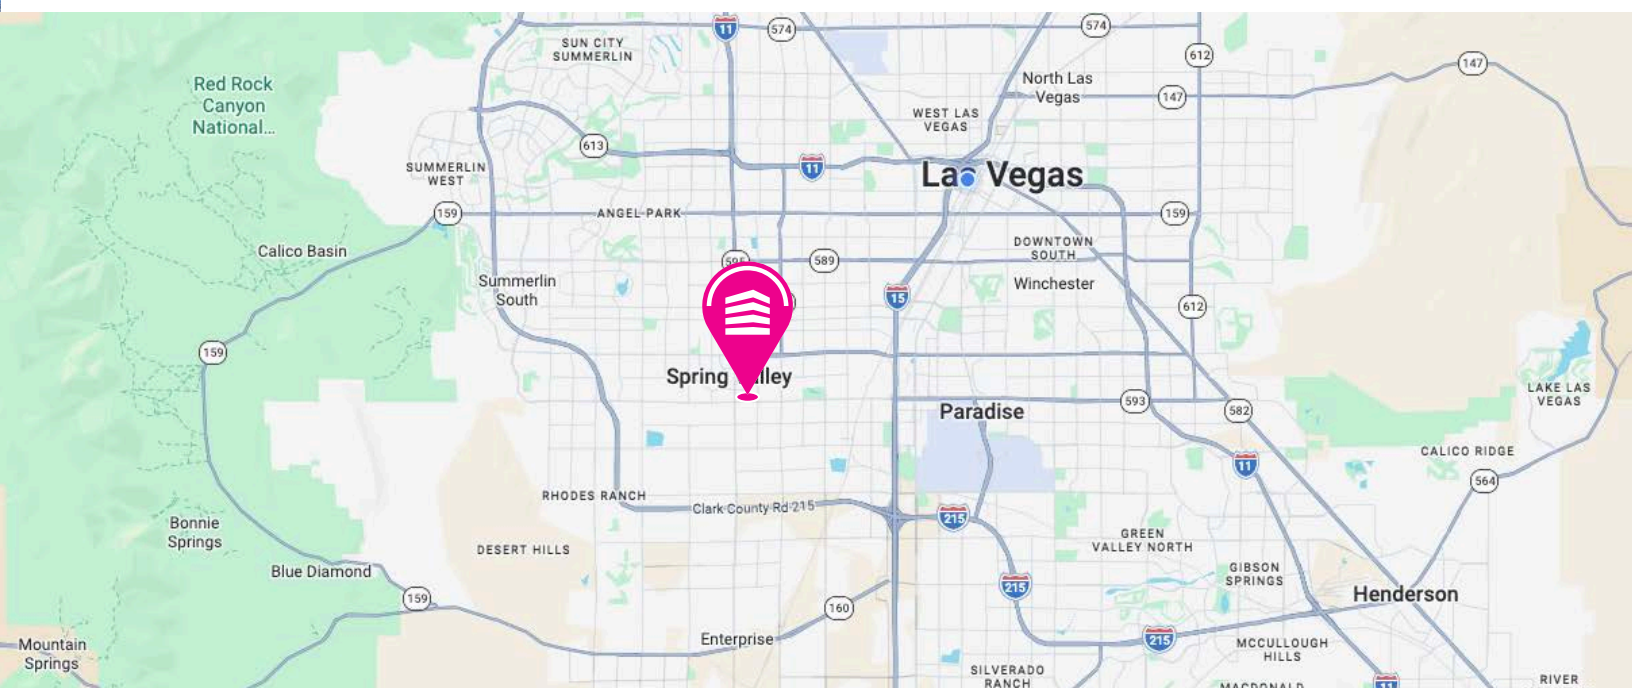 11
574
574
SUN CITY
SUMMERLIN
612
147
Red Rock
Canyon
National...
North Las
Vegas
147
WEST LAS
VEGAS
613
SUMMERLIN
WEST
11
Las Vegas
159
ANGEL PARK
159
Calico Basin
DOWNTOWN
SOUTH
595
589
Summerlin
South
Winchester
15
612
159
Spring Valley
LAKE LAS
VEGAS
593
Paradise
582
CALICO RIDGE
11
564
RHODES RANCH
Clark County Rd 215
215
Bonnie
Springs
DESERT HILLS
GREEN
VALLEY NORTH
GIBSON
SPRINGS
Blue Diamond
215
159
160
Henderson
Enterprise
215
Mountain
Springs
MCCULLOUGH
HILLS
SILVERADO
RANCH
11
MACDONALD
RIVER